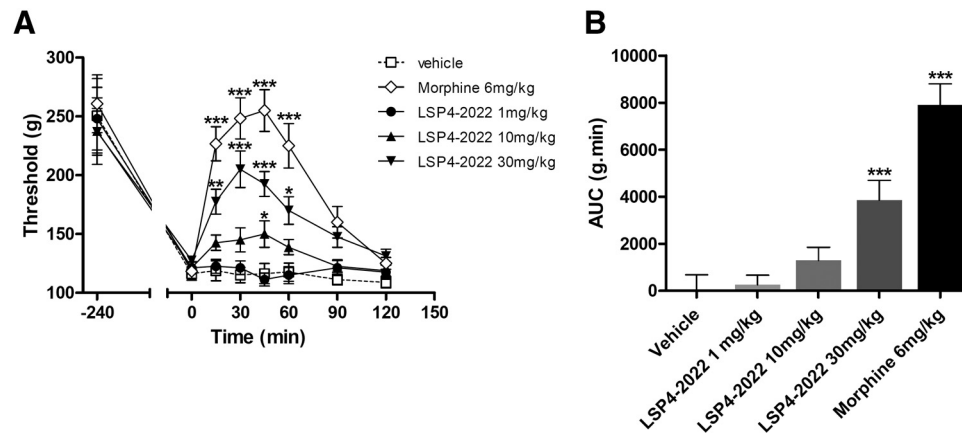 A
300
250
200
150
100
Threshold (g)
-240
0
15
30
45
60
90
120
150
Time (min)
***
***
***
***
***
**
***
*
*
vehicle
Morphine 6mg/kg
LSP4-2022 1mg/kg
LSP4-2022 10mg/kg
LSP4-2022 30mg/kg
B
10000
8000
6000
4000
2000
0
AUC (g.min)
***
***
Vehicle
LSP4-2022 1 mg/kg
LSP4-2022 10mg/kg
LSP4-2022 30mg/kg
Morphine 6mg/kg